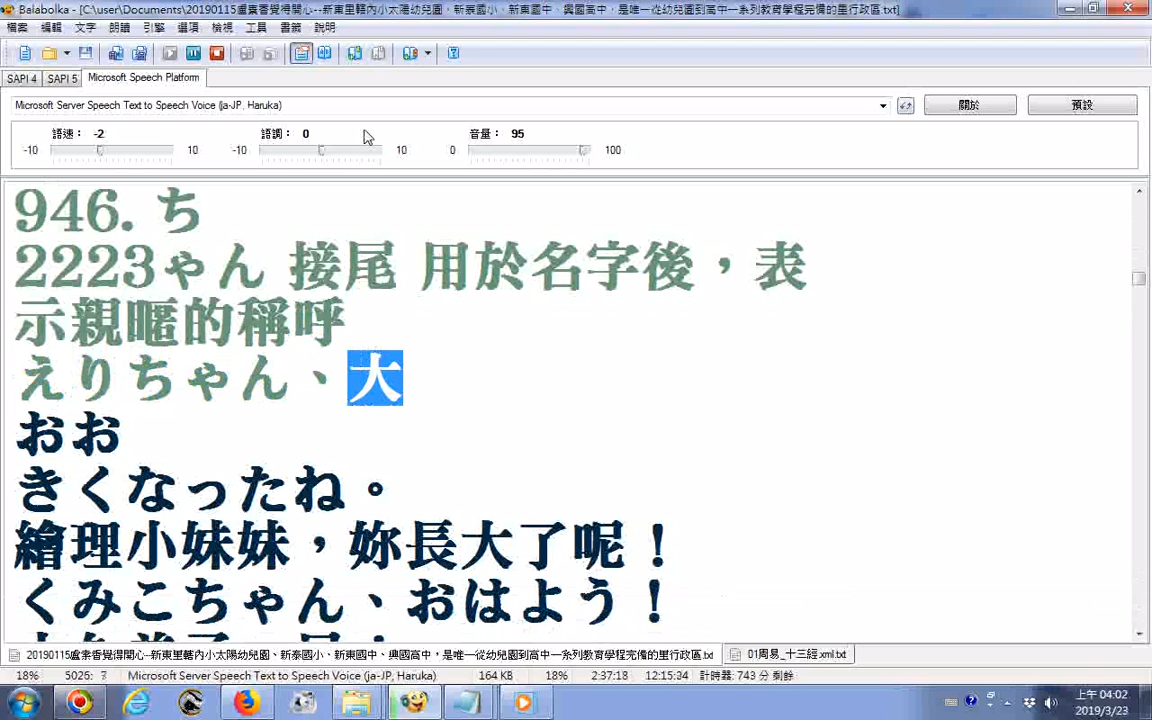 Balabolka - [C:\user\Documents\20190115盧素香覺得開心--新東里轄內小太陽幼兒園、新泰國小、新東國中、興國高中，是唯一從幼兒園到高中一系列教育學程完備的里行政區.txt]
檔案 編輯 文字 朗讀 引擎 選項 檢視 工具 書籤 說明
SAPI 4 SAPI 5 Microsoft Speech Platform
Microsoft Server Speech Text to Speech Voice (ja-JP, Haruka) 關於 預設
語速： -2 語調： 0 音量： 95
-10 10 -10 10 0 100
946. ち
2223ゃん 接尾 用於名字後，表
示親暱的稱呼
えりちゃん、大
おお
きくなったね。
繪理小妹妹，妳長大了呢！
くみこちゃん、おはよう！
20190115盧素香覺得開心--新東里轄內小太陽幼兒園、新泰國小、新東國中、興國高中，是唯一從幼兒園到高中一系列教育學程完備的里行政區.txt 01周易_十三經.xml.txt
18% 5025: 7 Microsoft Server Speech Text to Speech Voice (ja-JP, Haruka) 164 KB 18% 2:37:18 12:15:34 計時器: 743 分 剩餘
上午 04:02
2019/3/23